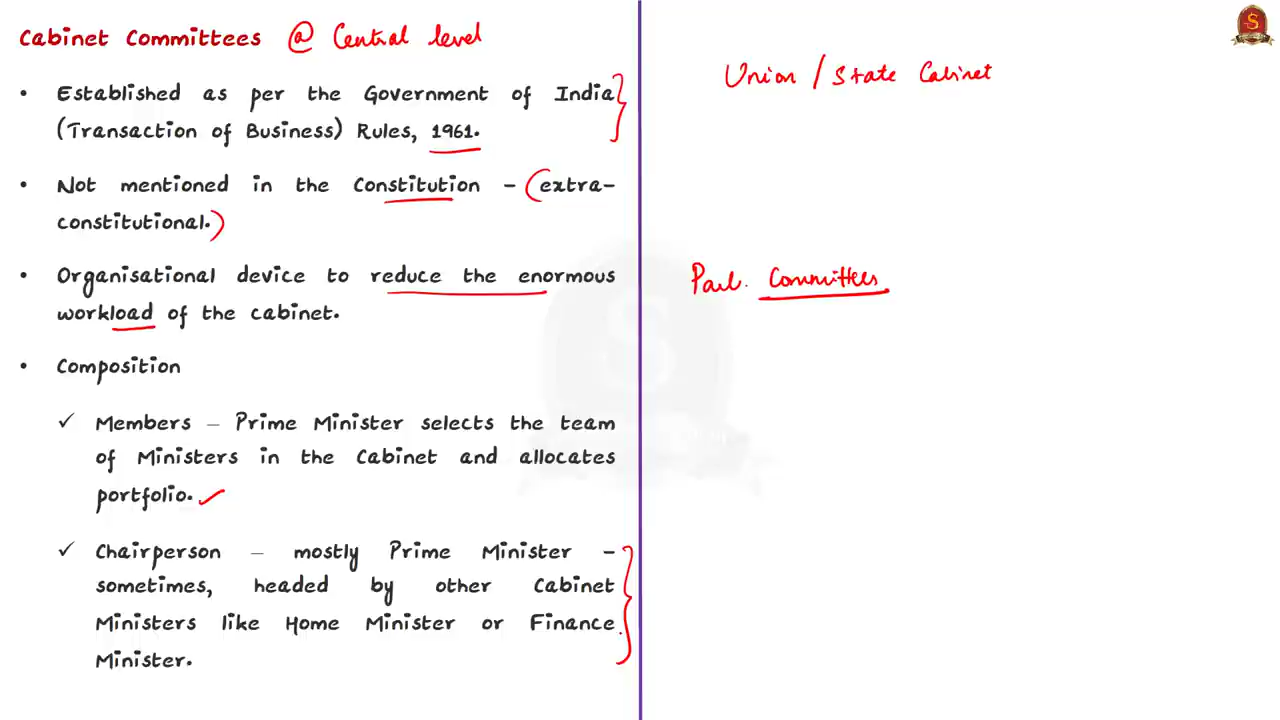 Cabinet Committees @ Central level
• Established as per the Government of India
(Transaction of Business) Rules, 1961.
• Not mentioned in the Constitution - (extra-
constitutional.)
• Organisational device to reduce the enormous
workload of the cabinet.
• Composition
✓ Members – Prime Minister selects the team
of Ministers in the Cabinet and allocates
portfolio.
✓ Chairperson – mostly Prime Minister -
sometimes, headed by other Cabinet
Ministers like Home Minister or Finance
Minister.
Union / State Cabinet
Parl. Committees